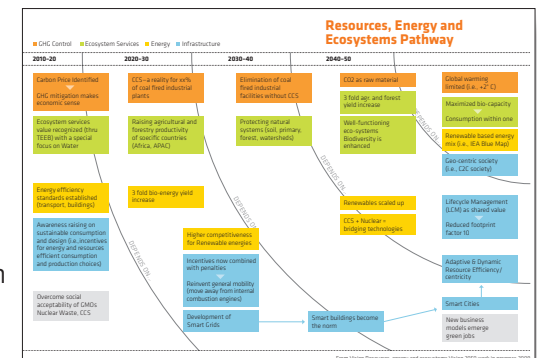 Resources, Energy and
Ecosystems Pathway
GHG Control
Ecosystem Services
Energy
Infrastructure
2010–20
2020–30
2030–40
2040–50
Carbon Price Identified
GHG mitigation makes
economic sense
Ecosystem services
value recognized (thru
TEEB) with a special
focus on Water
Energy efficiency
standards established
(transport, buildings)
Awareness raising on
sustainable consumption
and design (i.e., incentives
for energy and resources
efficient consumption
and production choices)
Overcome social
acceptability of GMOs
Nuclear Waste, CCS
DEPENDS ON
CCS–a reality for xx%
of coal fired industrial
plants
Raising agricultural and
forestry productivity
of specific countries
(Africa, APAC)
3 fold bio-energy yield
increase
DEPENDS ON
Elimination of coal
fired industrial
facilities without CCS
Protecting natural
systems (soil, primary,
forest, watersheds)
Higher competitiveness
for Renewable energies
Incentives now combined
with penalties
Reinvent general mobility
(move away from internal
combustion engines)
Development of
Smart Grids
DEPENDS ON
CO2 as raw material
3 fold agr. and forest
yield increase
Well-functioning
eco-systems
Biodiversity is
enhanced
Renewables scaled up
CCS + Nuclear =
bridging technologies
Smart buildings become
the norm
DEPENDS ON
Global warming
limited (i.e., +2° C)
Maximized bio-capacity
Consumption within one
Renewable based energy
mix (i.e., IEA Blue Map)
Geo-centric society
(i.e., C2C society)
Lifecycle Management
(LCM) as shared value
Reduced footprint
factor 10
Adaptive & Dynamic
Resource Efficiency/
centricity
Smart Cities
New business
models emerge
green jobs